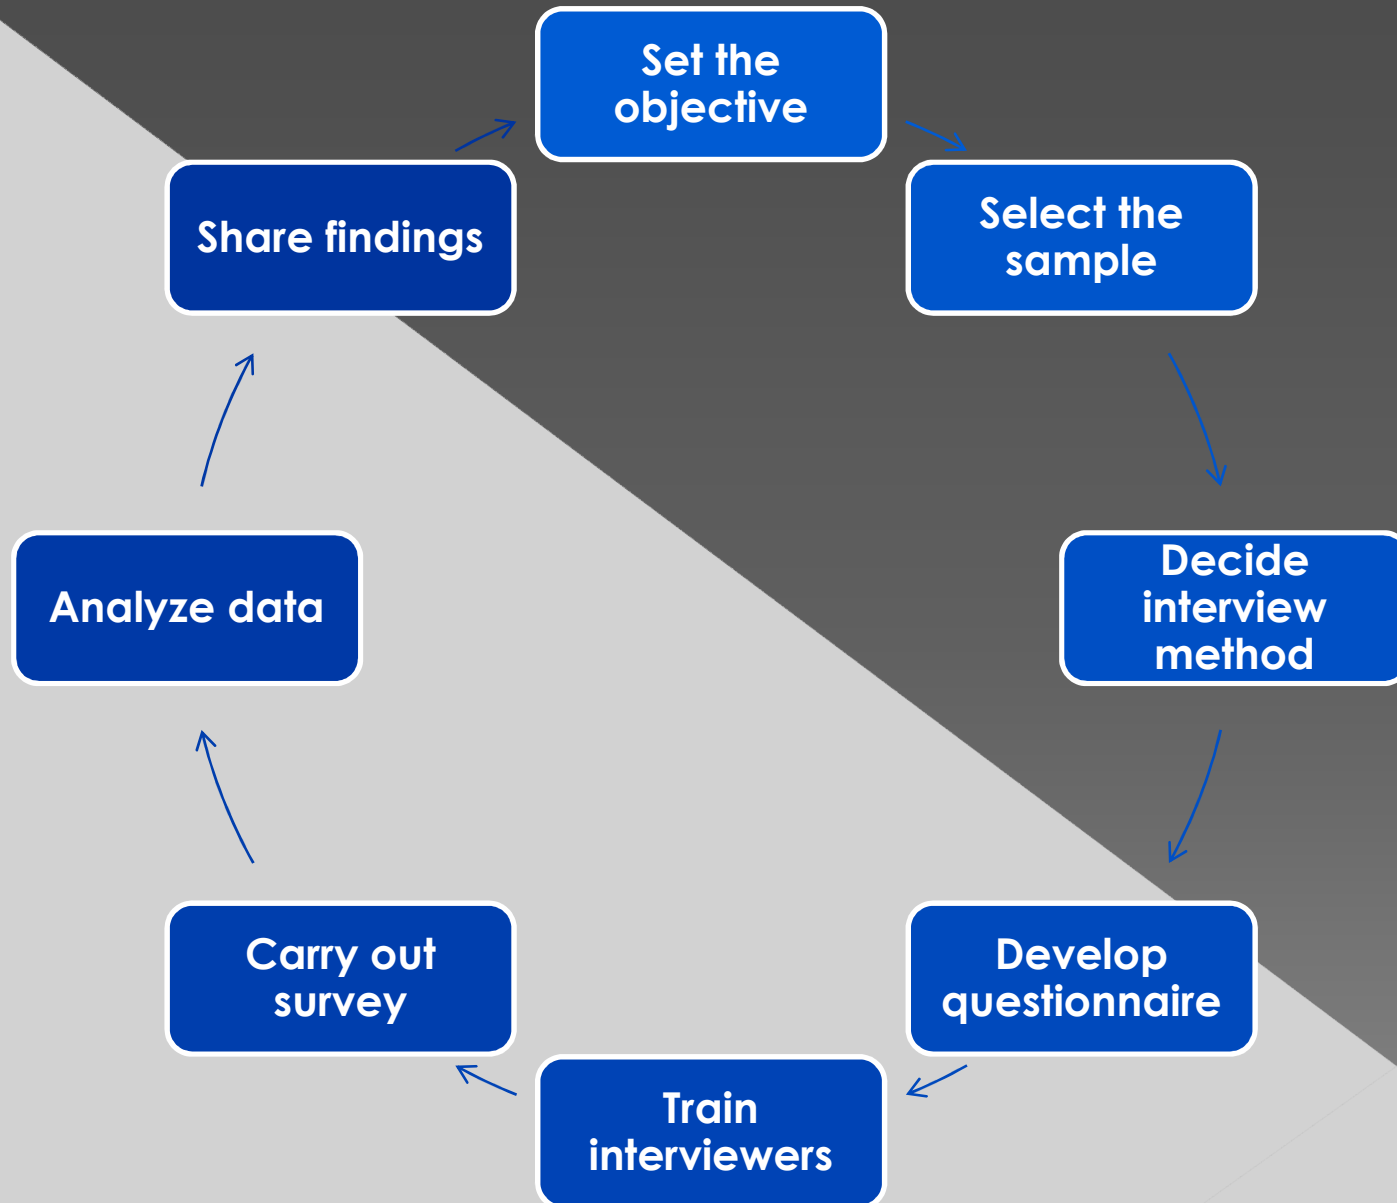 Set the
objective
Select the
sample
Decide
interview
method
Develop
questionnaire
Train
interviewers
Carry out
survey
Analyze data
Share findings